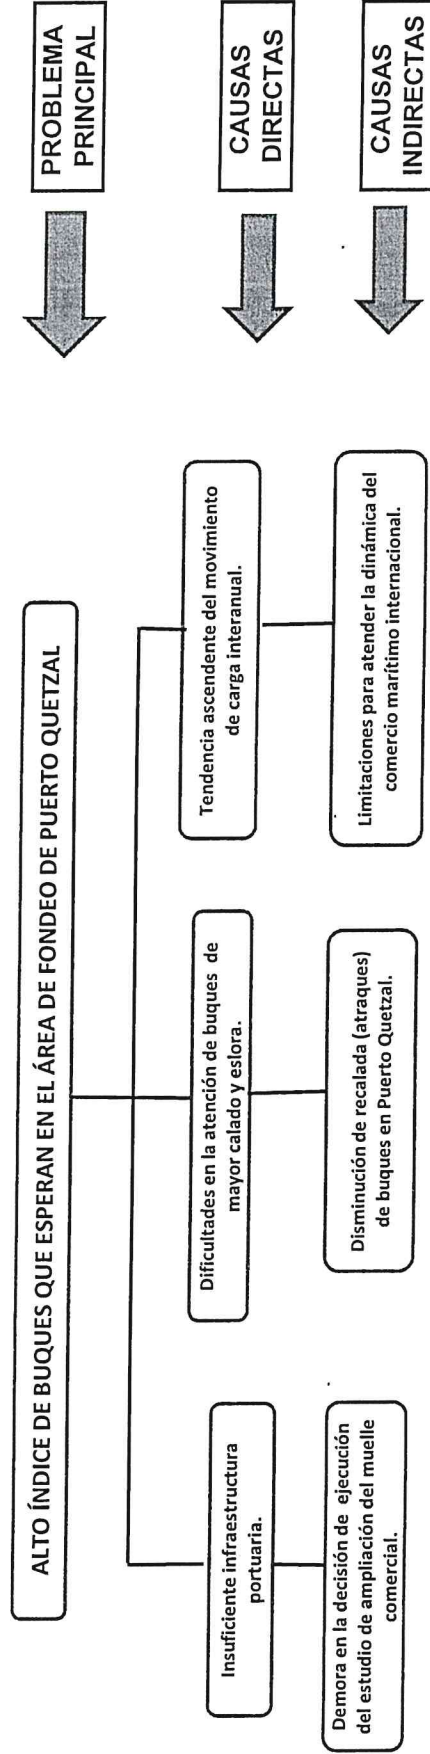 ALTO ÍNDICE DE BUQUES QUE ESPERAN EN EL ÁREA DE FONDEO DE PUERTO QUETZAL
PROBLEMA
PRINCIPAL
Insuficiente infraestructura
portuaria.
Dificultades en la atención de buques de
mayor calado y eslora.
Tendencia ascendente del movimiento
de carga interanual.
CAUSAS
DIRECTAS
Demora en la decisión de ejecución
del estudio de ampliación del muelle
comercial.
Disminución de recalada (atraques)
de buques en Puerto Quetzal.
Limitaciones para atender la dinámica del
comercio marítimo internacional.
CAUSAS
INDIRECTAS